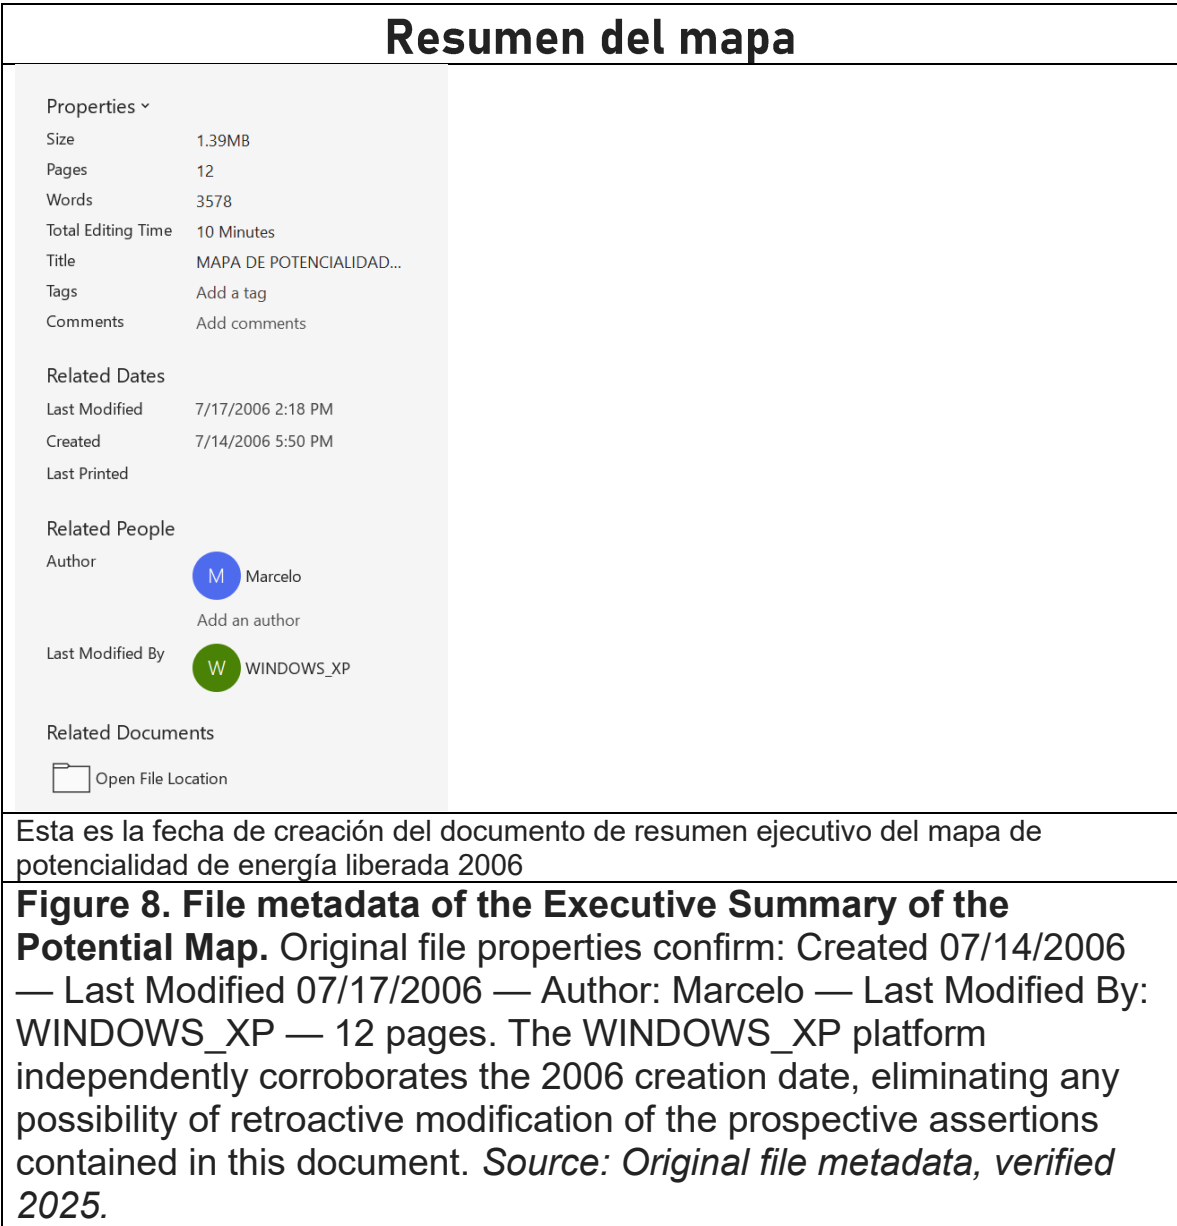 Resumen del mapa
Properties
Size 1.39MB
Pages 12
Words 3578
Total Editing Time 10 Minutes
Title MAPA DE POTENCIALIDAD...
Tags Add a tag
Comments Add comments
Related Dates
Last Modified 7/17/2006 2:18 PM
Created 7/14/2006 5:50 PM
Last Printed
Related People
Author M Marcelo
Add an author
Last Modified By W WINDOWS_XP
Related Documents
Open File Location
Esta es la fecha de creación del documento de resumen ejecutivo del mapa de
potencialidad de energía liberada 2006
Figure 8. File metadata of the Executive Summary of the
Potential Map. Original file properties confirm: Created 07/14/2006
— Last Modified 07/17/2006 — Author: Marcelo — Last Modified By:
WINDOWS_XP — 12 pages. The WINDOWS_XP platform
independently corroborates the 2006 creation date, eliminating any
possibility of retroactive modification of the prospective assertions
contained in this document. Source: Original file metadata, verified
2025.